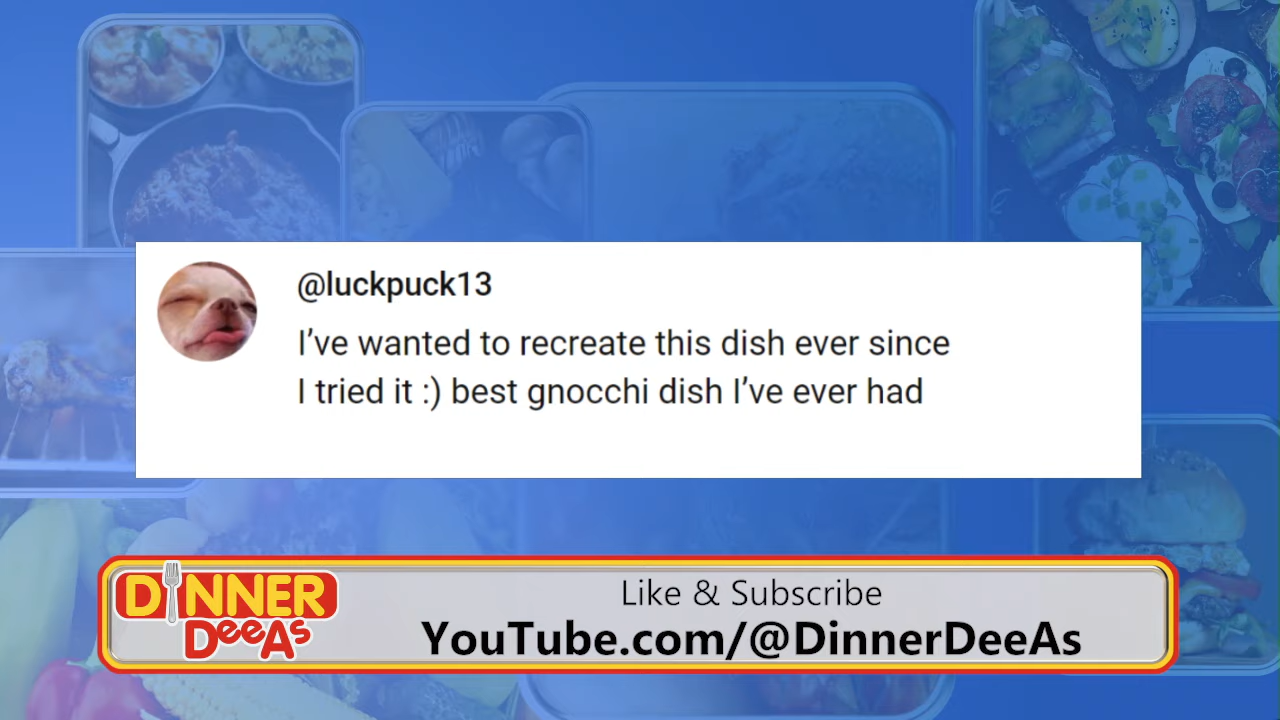 @luckpuck13
I’ve wanted to recreate this dish ever since
I tried it :) best gnocchi dish I’ve ever had
DINNER
DeeAs
Like & Subscribe
YouTube.com/@DinnerDeeAs